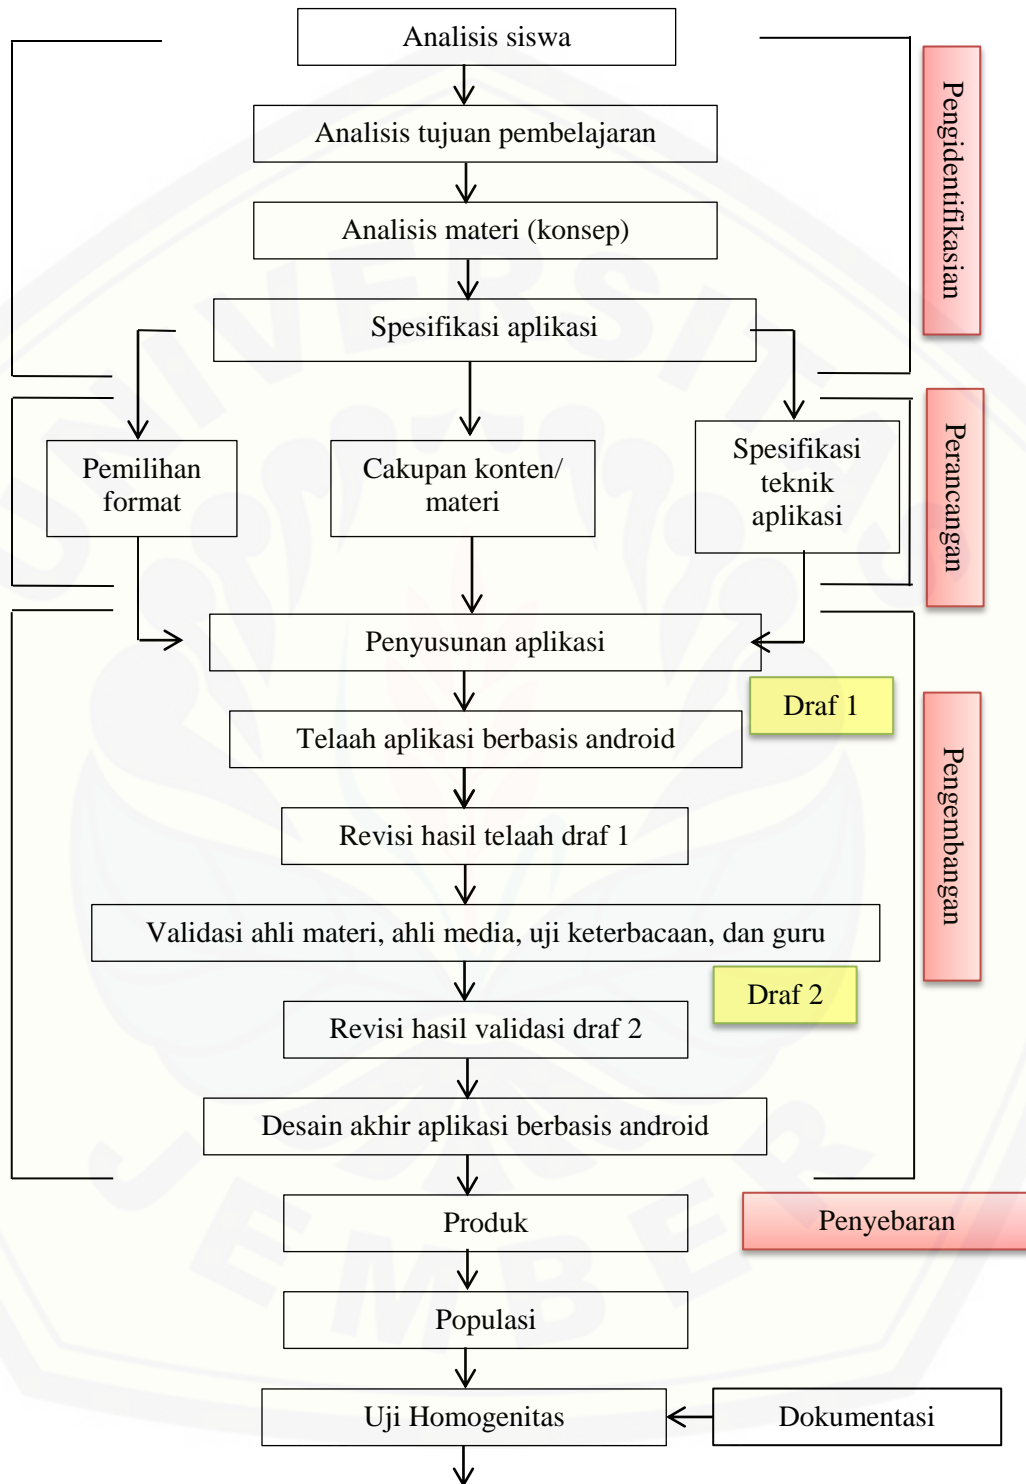 Analisis siswa
Analisis tujuan pembelajaran
Analisis materi (konsep)
Spesifikasi aplikasi
Pengidentifikasian
Pemilihan
format
Cakupan konten/
materi
Spesifikasi
teknik
aplikasi
Perancangan
Penyusunan aplikasi
Draf 1
Telaah aplikasi berbasis android
Revisi hasil telaah draf 1
Validasi ahli materi, ahli media, uji keterbacaan, dan guru
Draf 2
Revisi hasil validasi draf 2
Desain akhir aplikasi berbasis android
Pengembangan
Produk
Penyebaran
Populasi
Uji Homogenitas
Dokumentasi
UNIVERSITAS
JEMBER